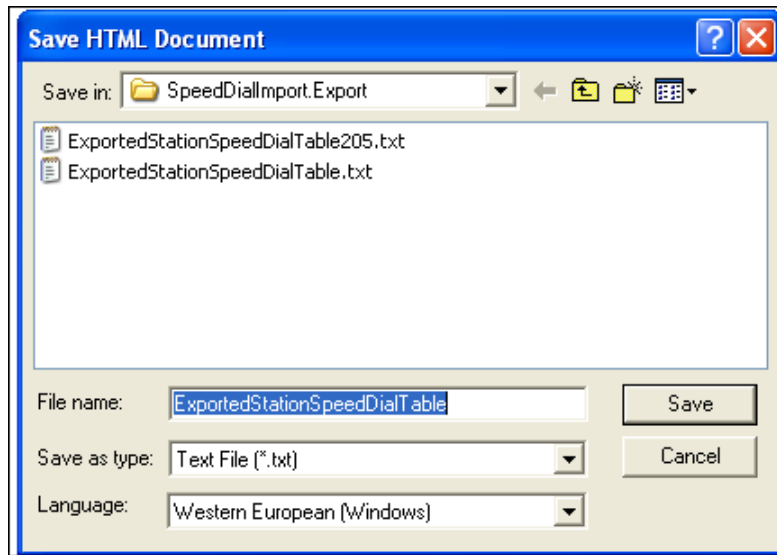 Save HTML Document
Save in: SpeedDialImport.Export
ExportedStationSpeedDialTable205.txt
ExportedStationSpeedDialTable.txt
File name: ExportedStationSpeedDialTable Save
Save as type: Text File (*.txt) Cancel
Language: Western European (Windows)